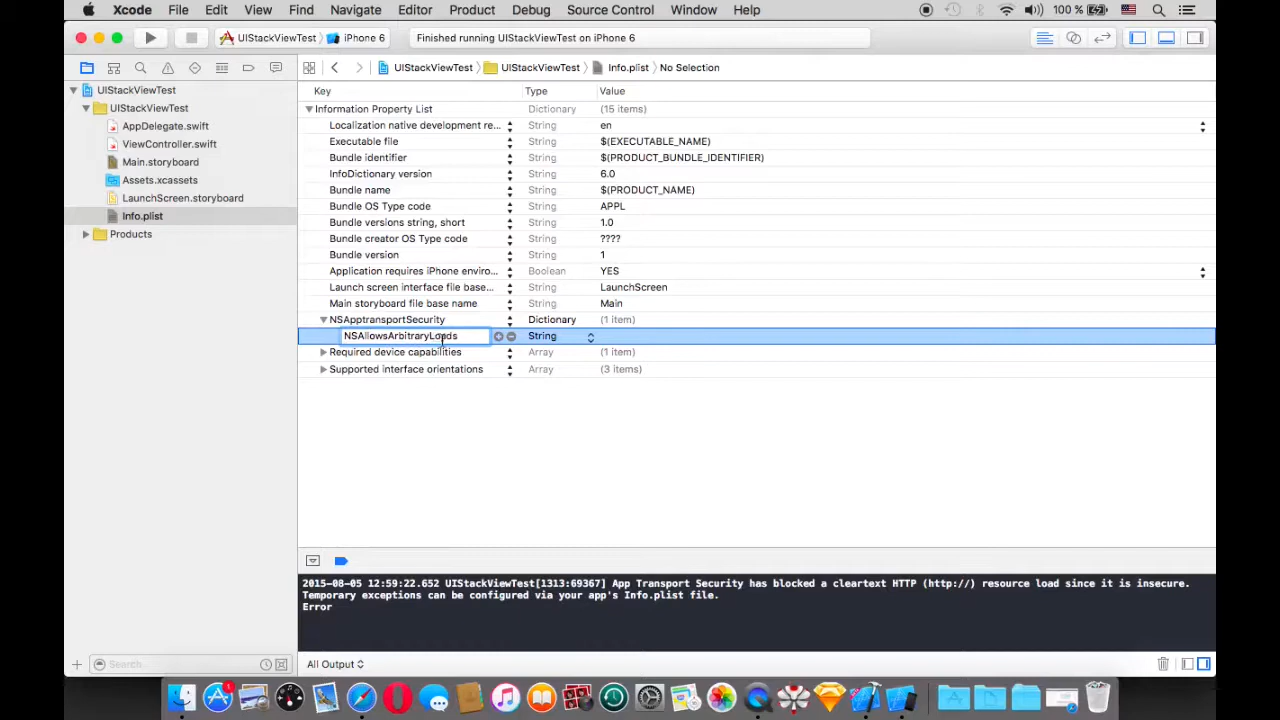 Xcode File Edit View Find Navigate Editor Product Debug Source Control Window Help 100 %
UIStackViewTest iPhone 6 Finished running UIStackViewTest on iPhone 6
UIStackViewTest UIStackViewTest Info.plist No Selection
UIStackViewTest
UIStackViewTest
AppDelegate.swift
ViewController.swift
Main.storyboard
Assets.xcassets
LaunchScreen.storyboard
Info.plist
Products
Key Type Value
Information Property List Dictionary (15 items)
Localization native development re... String en
Executable file String $(EXECUTABLE_NAME)
Bundle identifier String $(PRODUCT_BUNDLE_IDENTIFIER)
InfoDictionary version String 6.0
Bundle name String $(PRODUCT_NAME)
Bundle OS Type code String APPL
Bundle versions string, short String 1.0
Bundle creator OS Type code String ????
Bundle version String 1
Application requires iPhone enviro... Boolean YES
Launch screen interface file base... String LaunchScreen
Main storyboard file base name String Main
NSApptransportSecurity Dictionary (1 item)
NSAllowsArbitraryLoads String
Required device capabilities Array (1 item)
Supported interface orientations Array (3 items)
2015-08-05 12:59:22.652 UIStackViewTest[1313:69367] App Transport Security has blocked a cleartext HTTP (http://) resource load since it is insecure.
Temporary exceptions can be configured via your app's Info.plist file.
Error
Search...
All Output
1